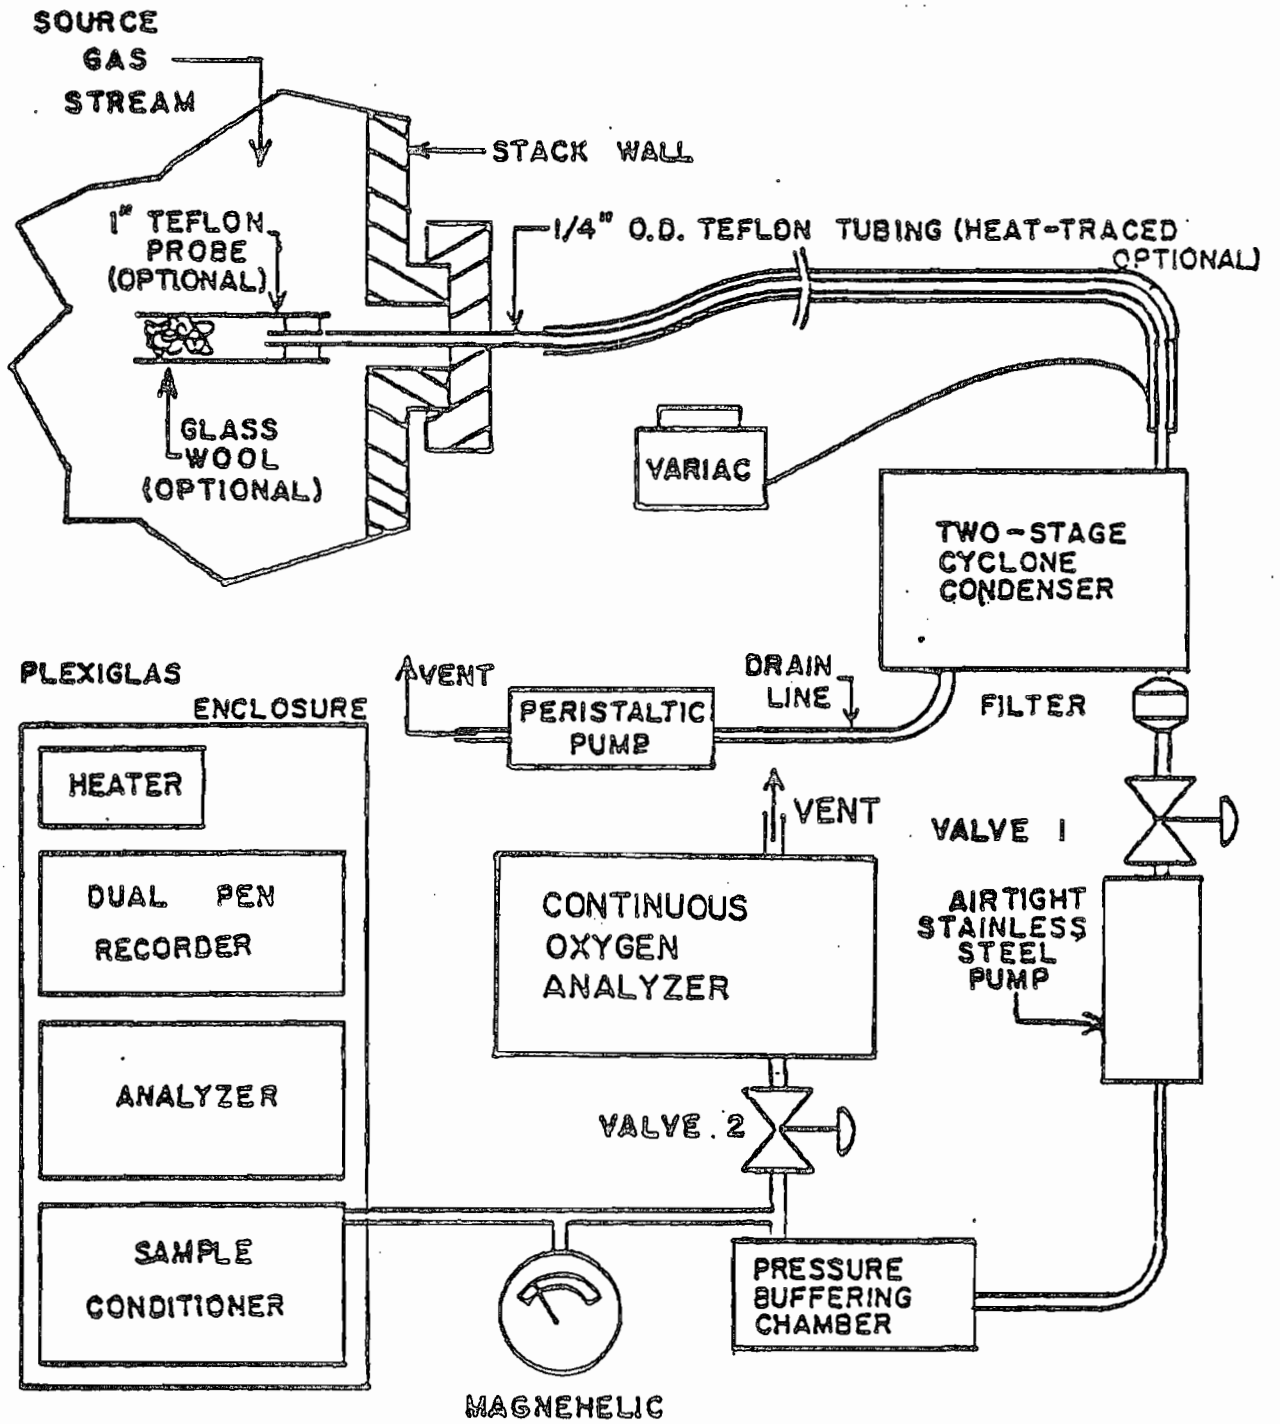 SOURCE
GAS
STREAM
STACK WALL
1" TEFLON
PROBE
(OPTIONAL)
1/4" O.D. TEFLON TUBING (HEAT-TRACED
OPTIONAL)
GLASS
WOOL
(OPTIONAL)
VARIAC
TWO-STAGE
CYCLONE
CONDENSER
PLEXIGLAS
ENCLOSURE
VENT
PERISTALTIC
PUMP
DRAIN
LINE
FILTER
HEATER
VENT
VALVE 1
DUAL PEN
RECORDER
CONTINUOUS
OXYGEN
ANALYZER
AIRTIGHT
STAINLESS
STEEL
PUMP
ANALYZER
VALVE 2
SAMPLE
CONDITIONER
PRESSURE
BUFFERING
CHAMBER
MAGNEHELIC